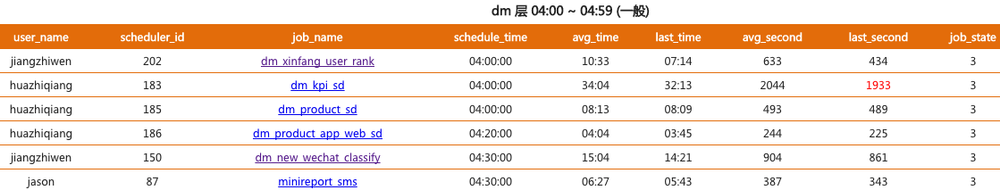 dm 层 04:00 ~ 04:59 (一般)
user_name scheduler_id job_name schedule_time avg_time last_time avg_second last_second job_state
jiangzhiwen 202 dm_xinfang_user_rank 04:00:00 10:33 07:14 633 434 3
huazhiqiang 183 dm_kpi_sd 04:00:00 34:04 32:13 2044 1933 3
huazhiqiang 185 dm_product_sd 04:00:00 08:13 08:09 493 489 3
huazhiqiang 186 dm_product_app_web_sd 04:20:00 04:04 03:45 244 225 3
jiangzhiwen 150 dm_new_wechat_classify 04:30:00 15:04 14:21 904 861 3
jason 87 minireport_sms 04:30:00 06:27 05:43 387 343 3